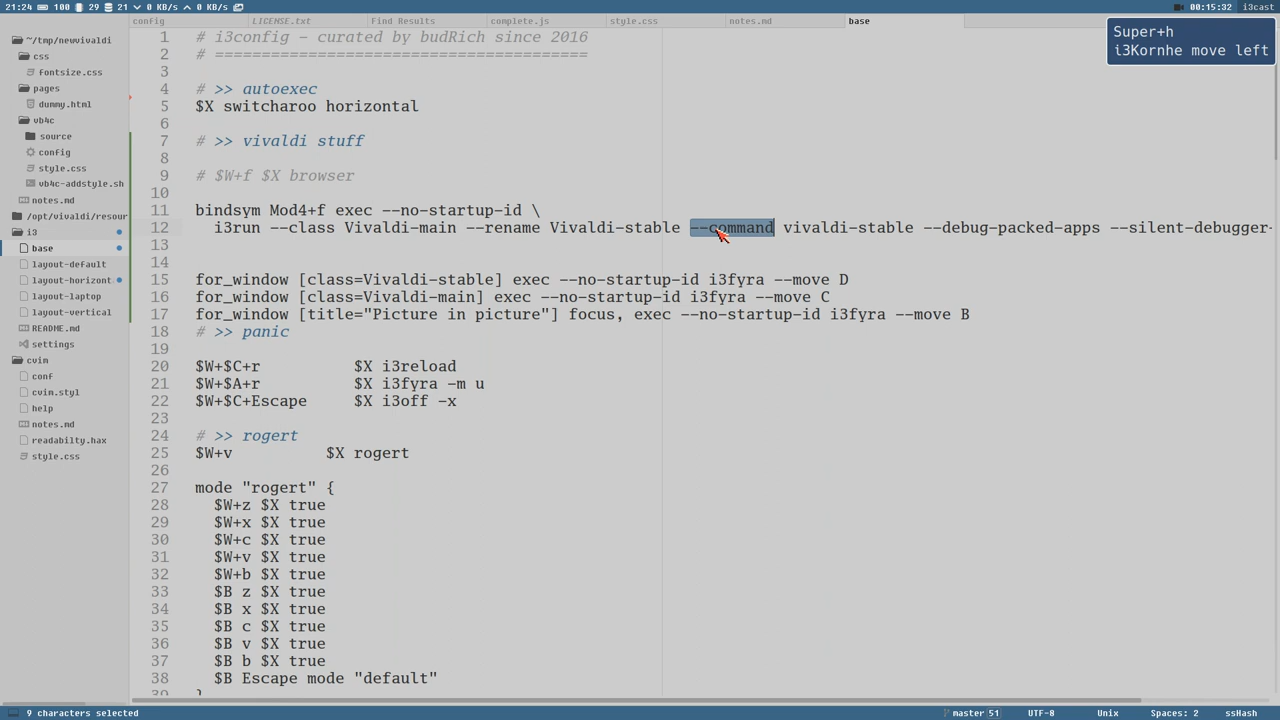 21:24 100 29 21 0 KB/s 0 KB/s 00:15:32 i3cast
config LICENSE.txt Find Results complete.js style.css notes.md base
Super+h
i3Kornhe move left
~/tmp/newvivaldi
css
fontsize.css
pages
dummy.html
vb4c
source
config
style.css
vb4c-addstyle.sh
notes.md
/opt/vivaldi/resour
i3
base
layout-default
layout-horizont
layout-laptop
layout-vertical
README.md
settings
cvim
conf
cvim.styl
help
notes.md
readabilty.hax
style.css
1 # i3config - curated by budRich since 2016
2 # ========================================
3
4 # >> autoexec
5 $X switcharoo horizontal
6
7 # >> vivaldi stuff
8
9 # $W+f $X browser
10
11 bindsym Mod4+f exec --no-startup-id \
12 i3run --class Vivaldi-main --rename Vivaldi-stable --command vivaldi-stable --debug-packed-apps --silent-debugger-
13
14
15 for_window [class=Vivaldi-stable] exec --no-startup-id i3fyra --move D
16 for_window [class=Vivaldi-main] exec --no-startup-id i3fyra --move C
17 for_window [title="Picture in picture"] focus, exec --no-startup-id i3fyra --move B
18 # >> panic
19
20 $W+$C+r $X i3reload
21 $W+$A+r $X i3fyra -m u
22 $W+$C+Escape $X i3off -x
23
24 # >> rogert
25 $W+v $X rogert
26
27 mode "rogert" {
28 $W+z $X true
29 $W+x $X true
30 $W+c $X true
31 $W+v $X true
32 $W+b $X true
33 $B z $X true
34 $B x $X true
35 $B c $X true
36 $B v $X true
37 $B b $X true
38 $B Escape mode "default"
39 }
9 characters selected master 51 UTF-8 Unix Spaces: 2 ssHash